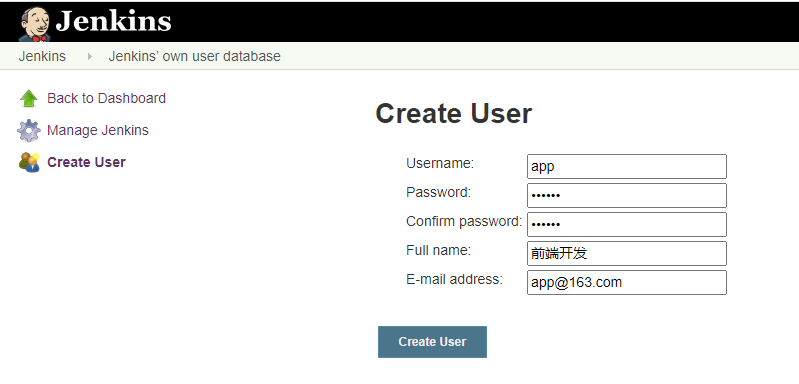 Jenkins
Jenkins Jenkins' own user database
Back to Dashboard
Manage Jenkins
Create User
Create User
Username: app
Password: ••••••
Confirm password: ••••••
Full name: 前端开发
E-mail address: app@163.com
Create User